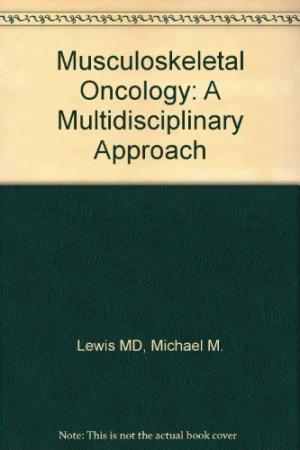 Musculoskeletal
Oncology: A
Multidisciplinary
Approach
Lewis MD, Michael M.
Note: This is not the actual book cover